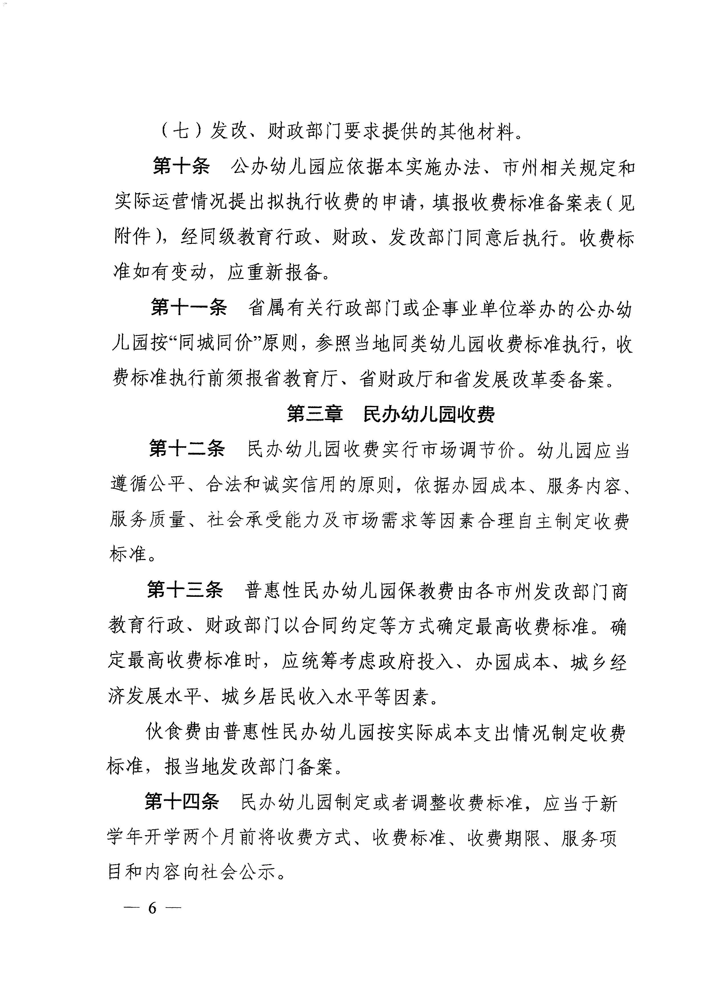 （七）发改、财政部门要求提供的其他材料。
第十条 公办幼儿园应依据本实施办法、市州相关规定和
实际运营情况提出拟执行收费的申请，填报收费标准备案表（见
附件），经同级教育行政、财政、发改部门同意后执行。收费标
准如有变动，应重新报备。
第十一条 省属有关行政部门或企事业单位举办的公办幼
儿园按“同城同价”原则，参照当地同类幼儿园收费标准执行，收
费标准执行前须报省教育厅、省财政厅和省发展改革委备案。
第三章 民办幼儿园收费
第十二条 民办幼儿园收费实行市场调节价。幼儿园应当
遵循公平、合法和诚实信用的原则，依据办园成本、服务内容、
服务质量、社会承受能力及市场需求等因素合理自主制定收费
标准。
第十三条 普惠性民办幼儿园保教费由各市州发改部门商
教育行政、财政部门以合同约定等方式确定最高收费标准。确
定最高收费标准时，应统筹考虑政府投入、办园成本、城乡经
济发展水平、城乡居民收入水平等因素。
伙食费由普惠性民办幼儿园按实际成本支出情况制定收费
标准，报当地发改部门备案。
第十四条 民办幼儿园制定或者调整收费标准，应当于新
学年开学两个月前将收费方式、收费标准、收费期限、服务项
目和内容向社会公示。
— 6 —